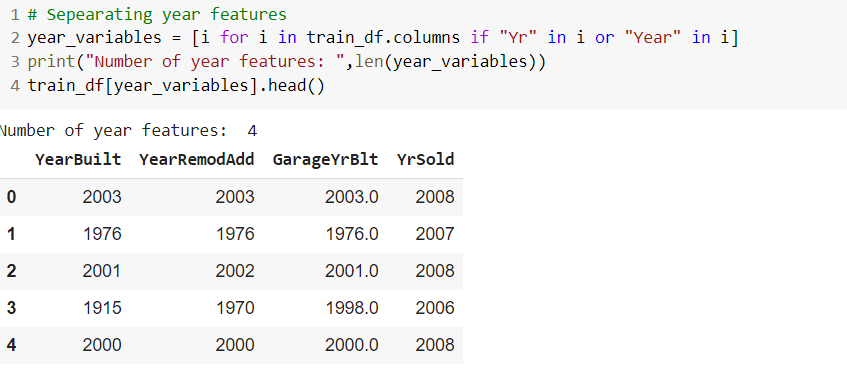 1 # Sepearating year features
2 year_variables = [i for i in train_df.columns if "Yr" in i or "Year" in i]
3 print("Number of year features: ",len(year_variables))
4 train_df[year_variables].head()
Number of year features:  4
YearBuilt YearRemodAdd GarageYrBlt YrSold
0 2003 2003 2003.0 2008
1 1976 1976 1976.0 2007
2 2001 2002 2001.0 2008
3 1915 1970 1998.0 2006
4 2000 2000 2000.0 2008